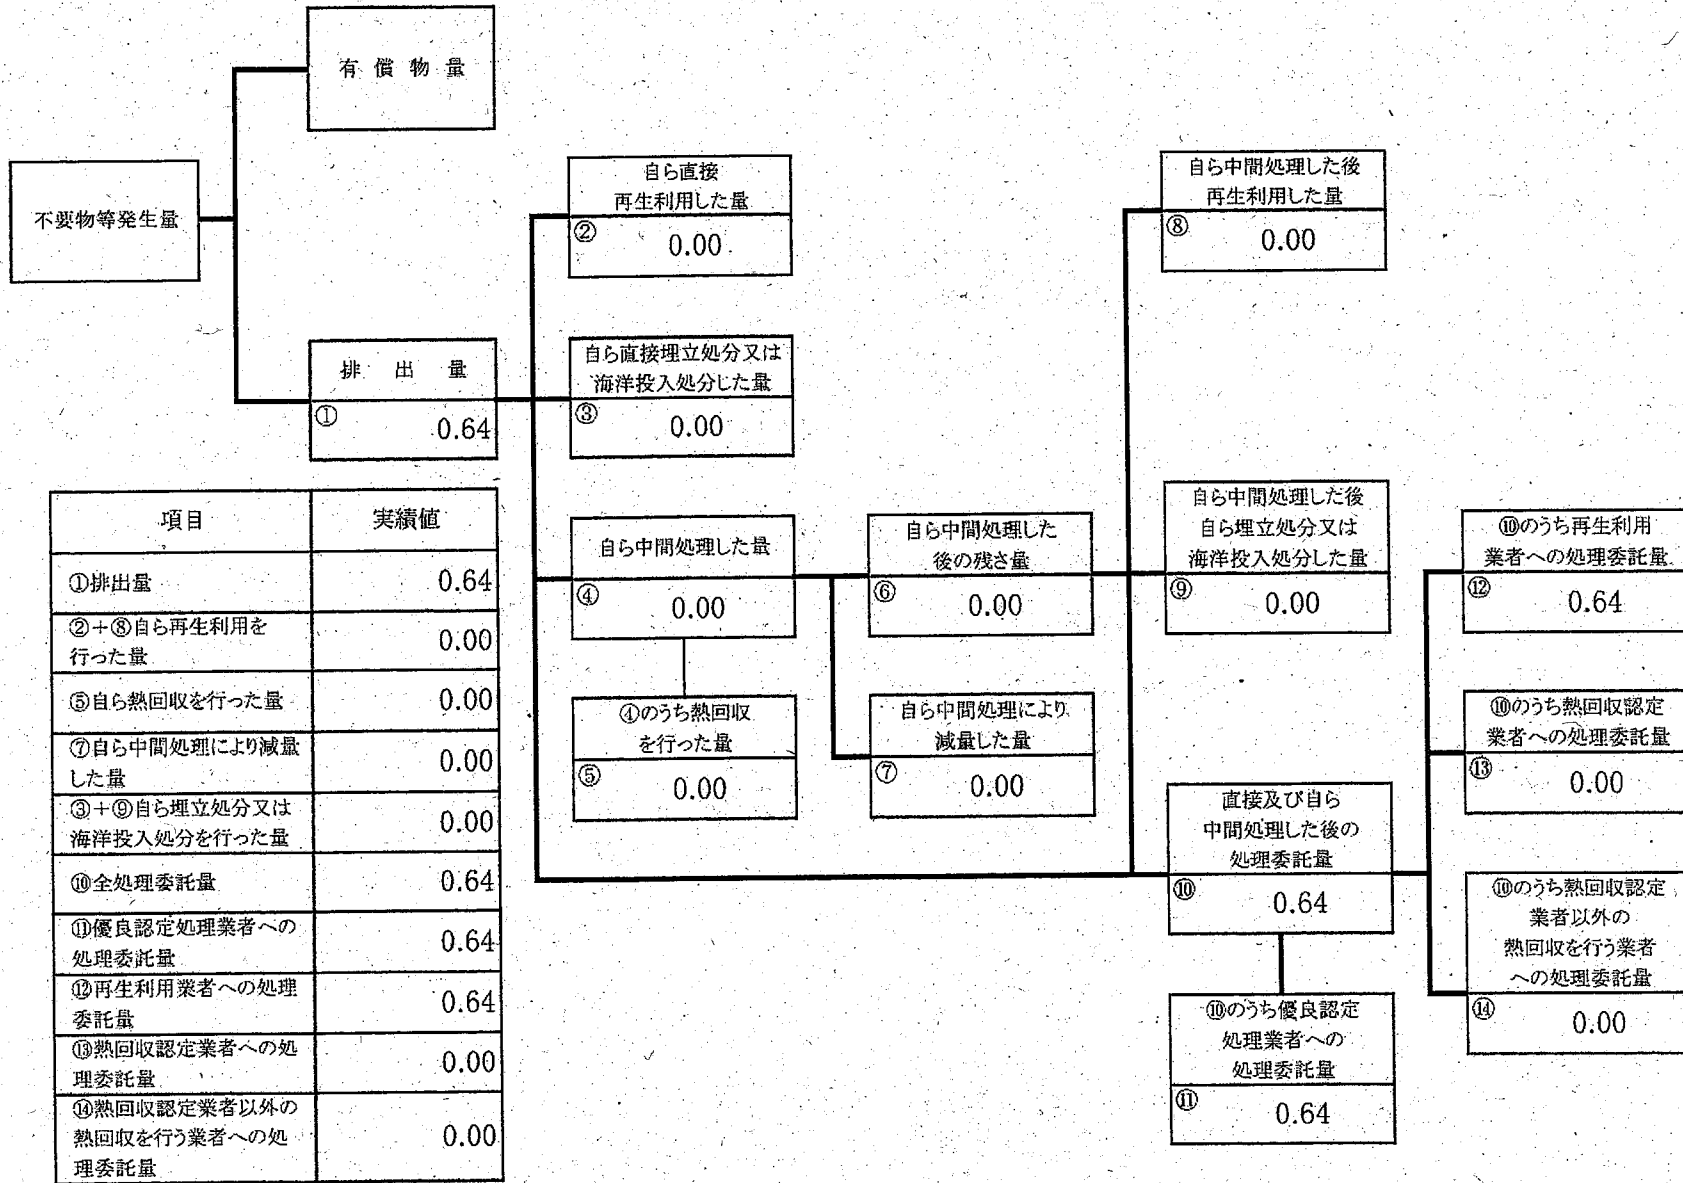 有償物量
不要物等発生量
排出量
① 0.64
自ら直接
再生利用した量
② 0.00
自ら直接埋立処分又は
海洋投入処分した量
③ 0.00
自ら中間処理した量
④ 0.00
④のうち熱回収
を行った量
⑤ 0.00
自ら中間処理した
後の残さ量
⑥ 0.00
自ら中間処理により
減量した量
⑦ 0.00
自ら中間処理した後
再生利用した量
⑧ 0.00
自ら中間処理した後
自ら埋立処分又は
海洋投入処分した量
⑨ 0.00
直接及び自ら
中間処理した後の
処理委託量
⑩ 0.64
⑩のうち優良認定
処理業者への
処理委託量
⑪ 0.64
⑩のうち再生利用
業者への処理委託量
⑫ 0.64
⑩のうち熱回収認定
業者への処理委託量
⑬ 0.00
⑩のうち熱回収認定
業者以外の
熱回収を行う業者
への処理委託量
⑭ 0.00
項目 実績値
①排出量 0.64
②+⑧自ら再生利用を
行った量 0.00
⑤自ら熱回収を行った量 0.00
⑦自ら中間処理により減量
した量 0.00
③+⑨自ら埋立処分又は
海洋投入処分を行った量 0.00
⑩全処理委託量 0.64
⑪優良認定処理業者への
処理委託量 0.64
⑫再生利用業者への処理
委託量 0.64
⑬熱回収認定業者への処
理委託量 0.00
⑭熱回収認定業者以外の
熱回収を行う業者への処
理委託量 0.00